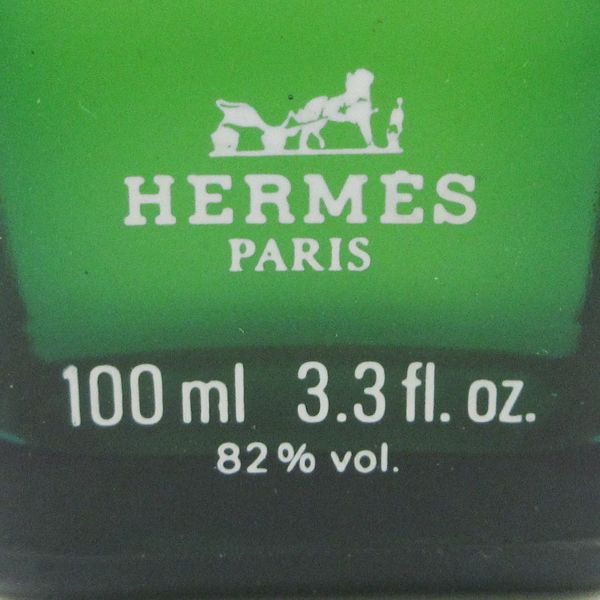 HERMÈS
PARIS
100 ml 3.3 fl. oz.
82% vol.